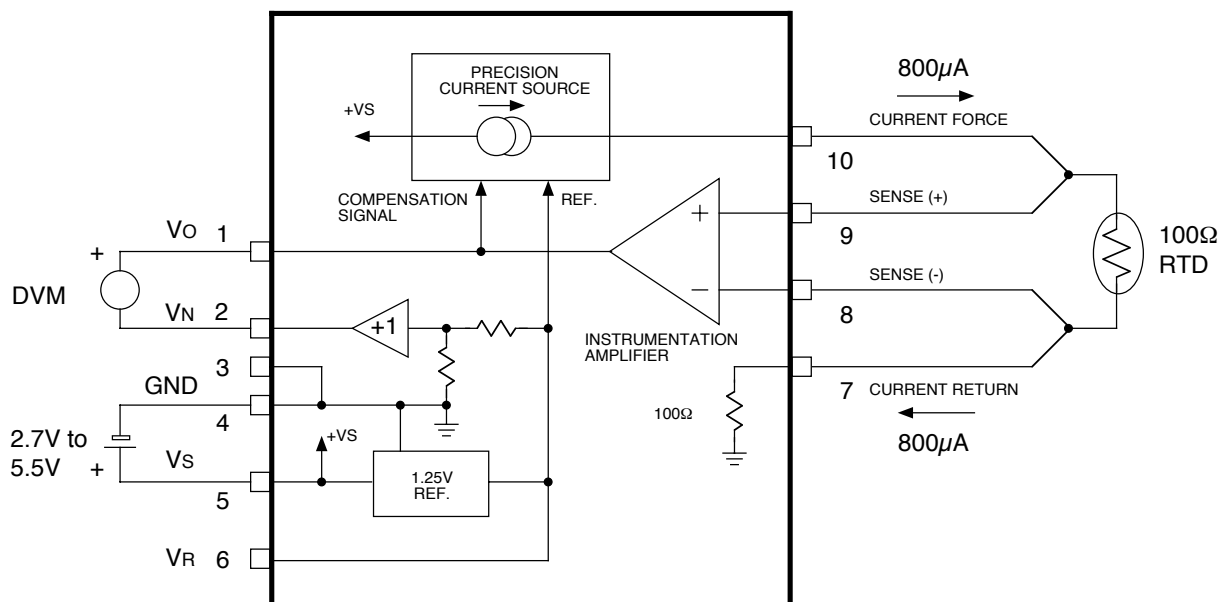 PRECISION
CURRENT SOURCE
+VS
COMPENSATION
SIGNAL
REF.
800µA
CURRENT FORCE
10
SENSE (+)
9
+
−
SENSE (-)
8
INSTRUMENTATION
AMPLIFIER
7
CURRENT RETURN
800µA
100Ω
RTD
100Ω
VO 1
+
DVM
VN 2
+1
3
GND
4
2.7V to
5.5V
+
VS
5
+VS
1.25V
REF.
VR 6